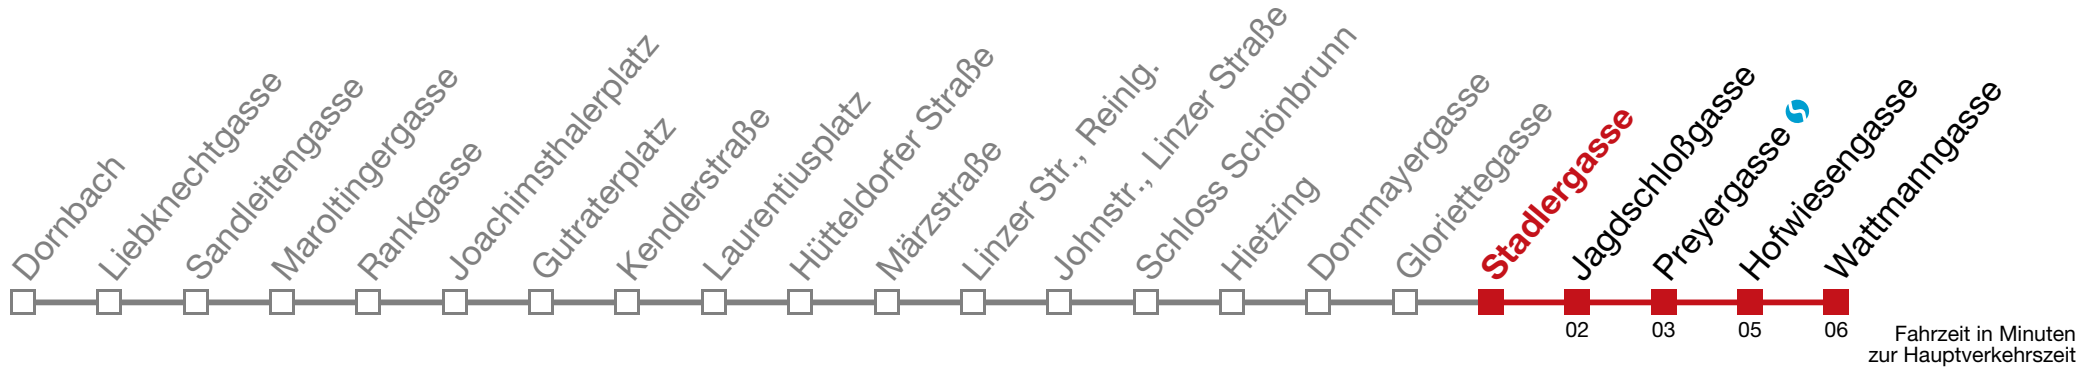 Dornbach
Liebknechtgasse
Sandleitengasse
Maroltingergasse
Rankgasse
Joachimsthalerplatz
Gutraterplatz
Kendlerstraße
Laurentiusplatz
Hütteldorfer Straße
Märzstraße
Linzer Str., Reinlg.
Johnstr., Linzer Straße
Schloss Schönbrunn
Hietzing
Dommayergasse
Gloriettegasse
Stadlergasse
Jagdschloßgasse
Preyergasse
Hofwiesengasse
Wattmanngasse
02 03 05 06
Fahrzeit in Minuten
zur Hauptverkehrszeit